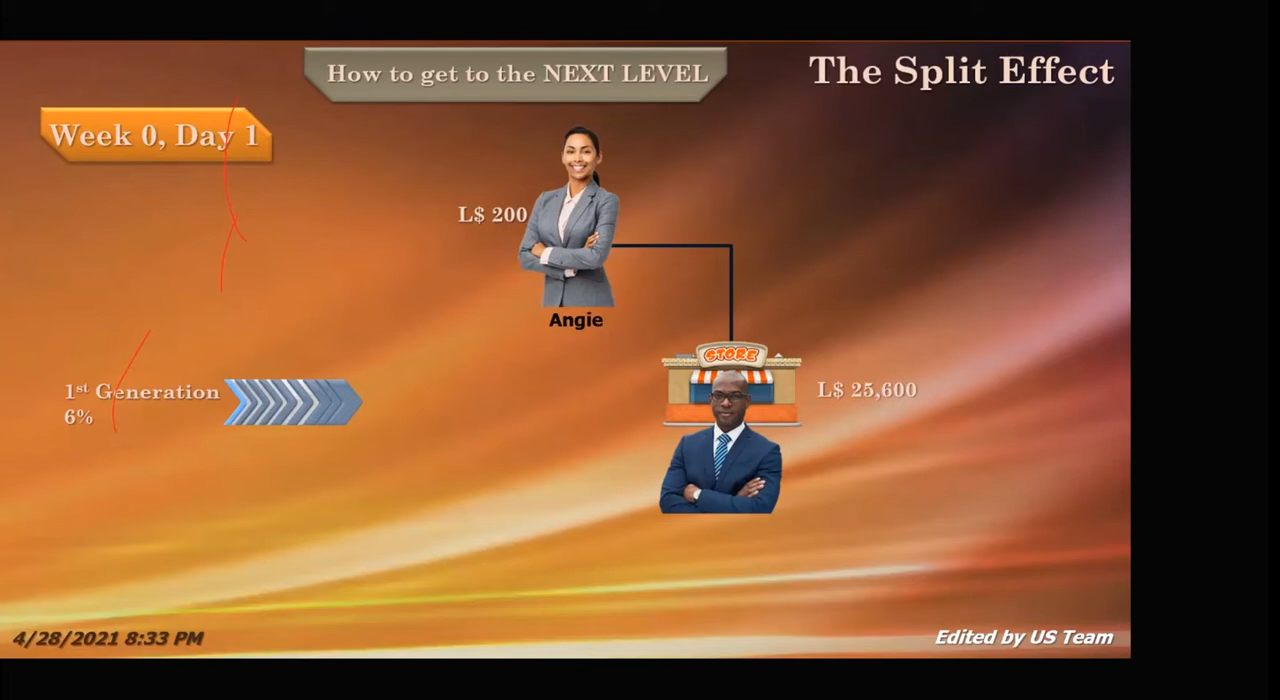 How to get to the NEXT LEVEL
The Split Effect
Week 0, Day 1
L$ 200
Angie
STORE
L$ 25,600
1st Generation
6%
4/28/2021 8:33 PM
Edited by US Team